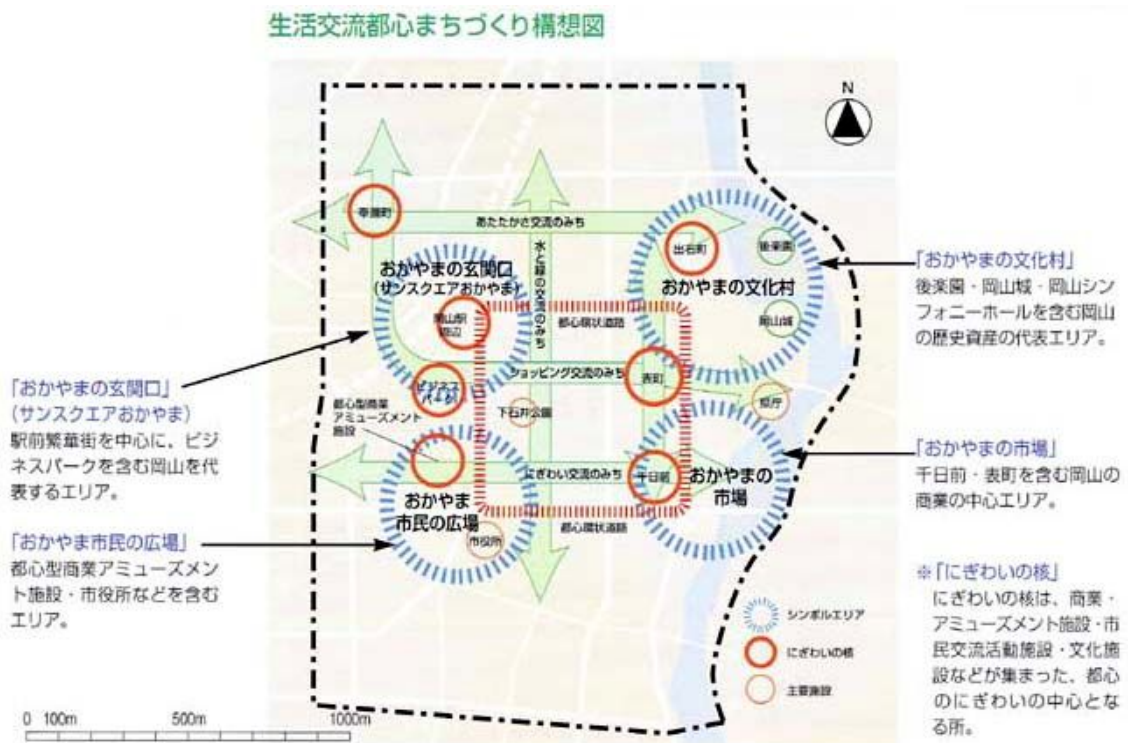 生活交流都心まちづくり構想図
N
奉還町
あたたかさ交流のみち
出石町
後楽園
おかやまの玄関口
(サンスクエアおかやま)
水と緑の交流のみち
おかやまの文化村
岡山駅
周辺
都心環状道路
岡山城
「おかやまの文化村」
後楽園・岡山城・岡山シン
フォニーホールを含む岡山
の歴史資産の代表エリア。
ショッピング交流のみち
表町
ビジネス
パーク
県庁
「おかやまの玄関口」
(サンスクエアおかやま)
駅前繁華街を中心に、ビジ
ネスパークを含む岡山を代
表するエリア。
都心型商業
アミューズメント
施設
下石井公園
「おかやまの市場」
千日前・表町を含む岡山の
商業の中心エリア。
にぎわい交流のみち
千日前
おかやまの
市場
おかやま
市民の広場
都心環状道路
市役所
「おかやま市民の広場」
都心型商業アミューズメン
ト施設・市役所などを含む
エリア。
※「にぎわいの核」
にぎわいの核は、商業・
アミューズメント施設・市
民交流活動施設・文化施
設などが集まった、都心
のにぎわいの中心とな
る所。
シンボルエリア
にぎわいの核
主要施設
0 100m 500m 1000m